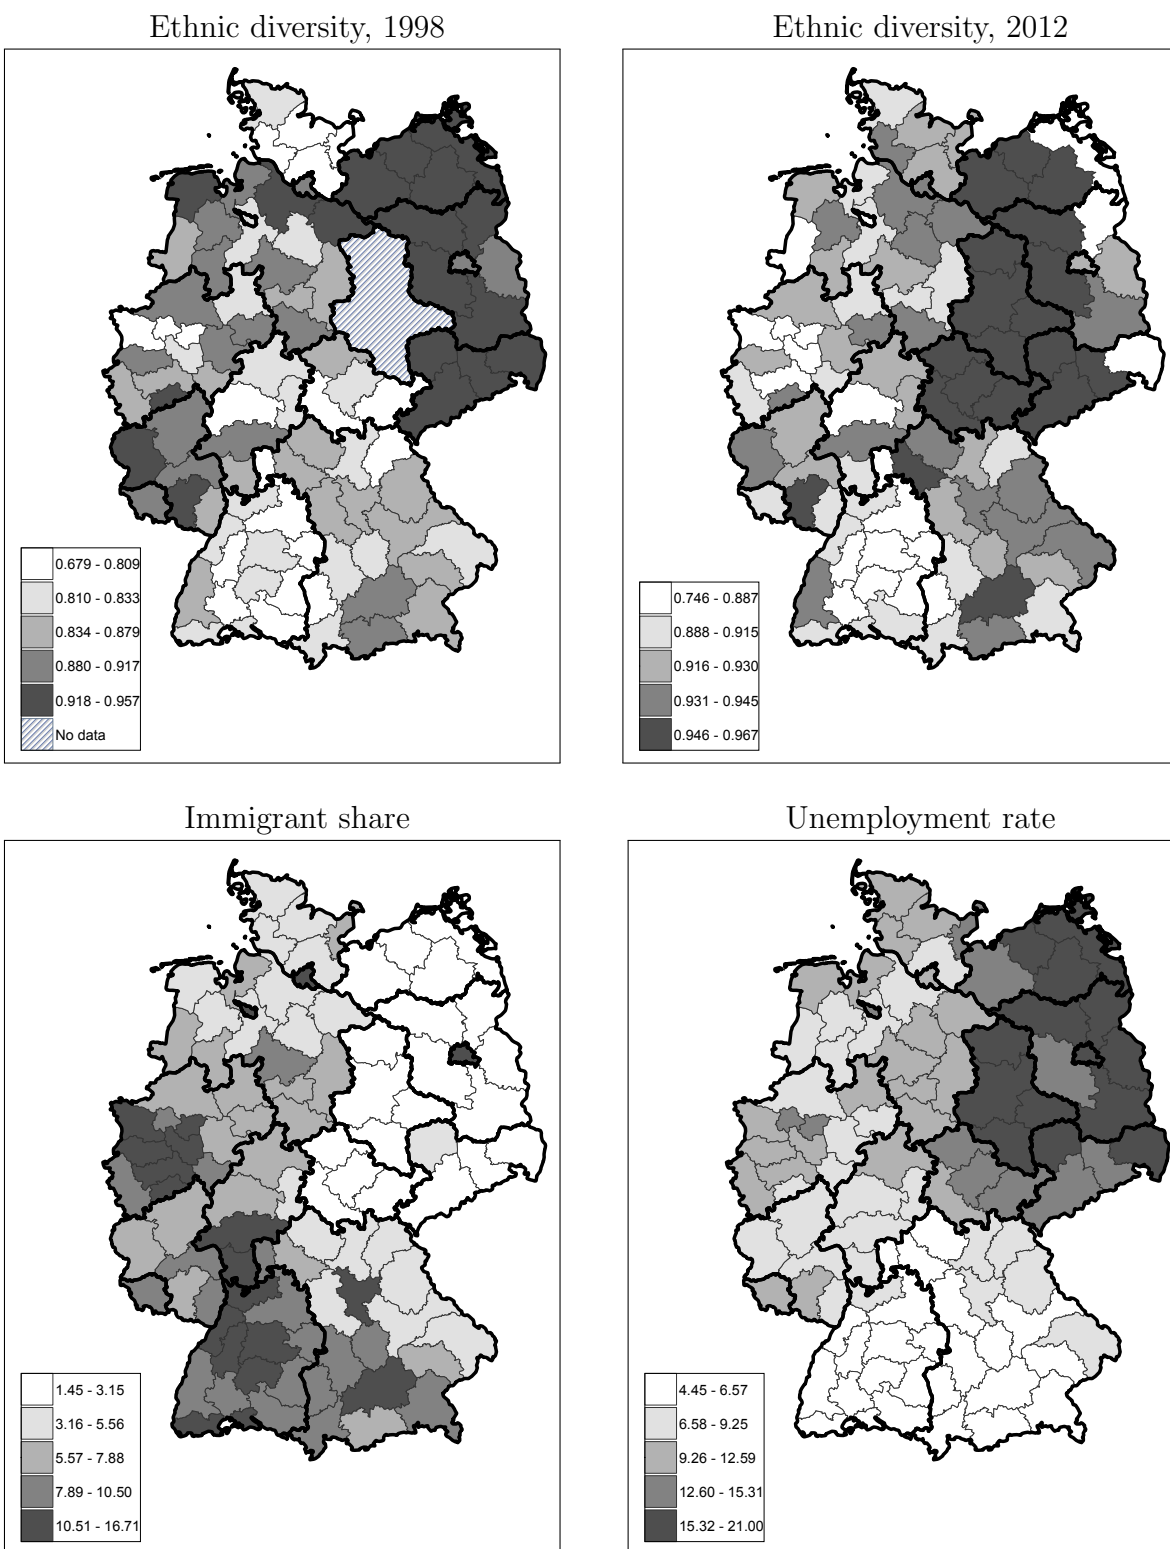 Ethnic diversity, 1998
0.679 - 0.809
0.810 - 0.833
0.834 - 0.879
0.880 - 0.917
0.918 - 0.957
No data
Ethnic diversity, 2012
0.746 - 0.887
0.888 - 0.915
0.916 - 0.930
0.931 - 0.945
0.946 - 0.967
Immigrant share
1.45 - 3.15
3.16 - 5.56
5.57 - 7.88
7.89 - 10.50
10.51 - 16.71
Unemployment rate
4.45 - 6.57
6.58 - 9.25
9.26 - 12.59
12.60 - 15.31
15.32 - 21.00